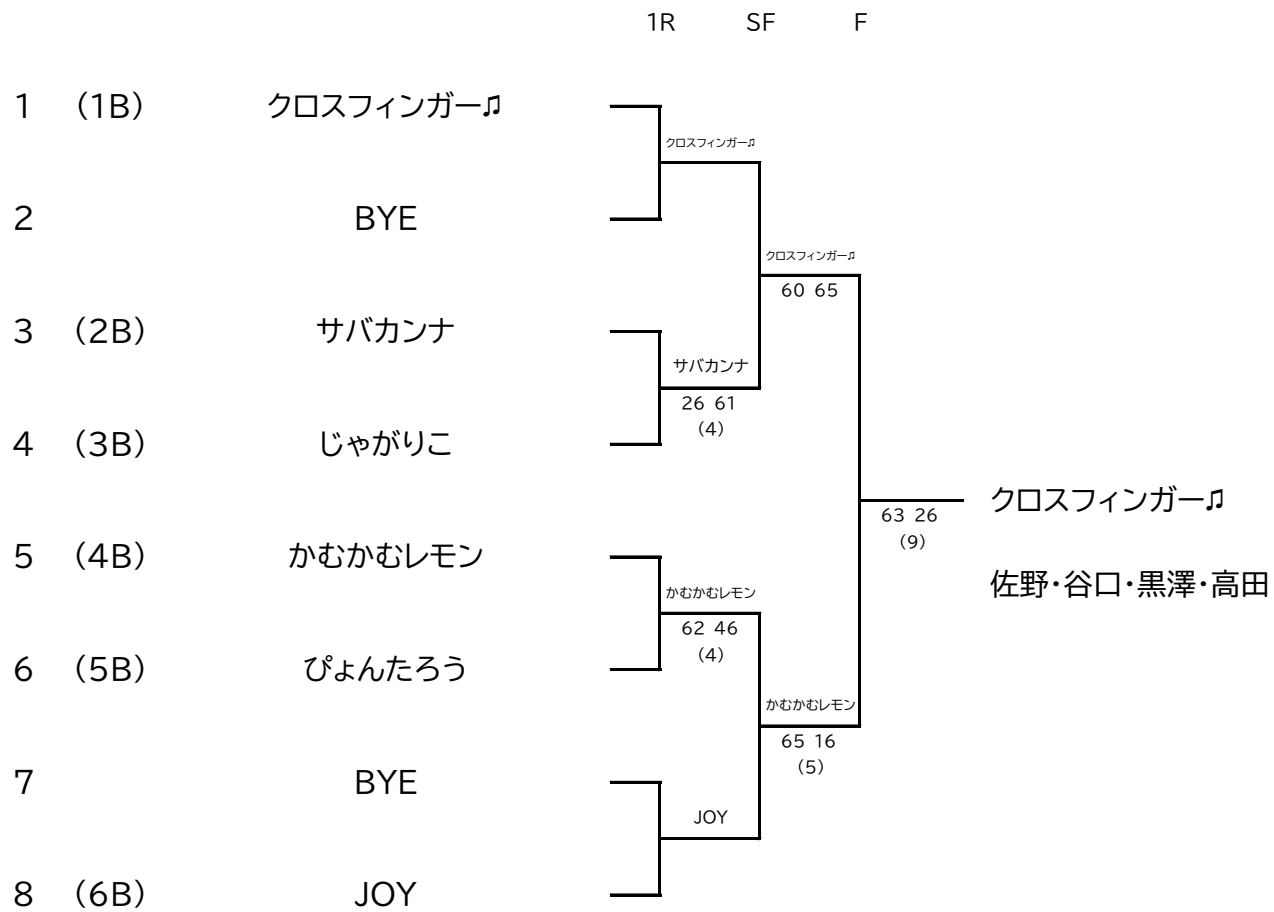 1R SF F
1 （1B） クロスフィンガー♫
クロスフィンガー♫
2 BYE
クロスフィンガー♫
60 65
3 （2B） サバカンナ
サバカンナ
26 61
（4）
4 （3B） じゃがりこ
クロスフィンガー♫
63 26
（9）
5 （4B） かむかむレモン
佐野・谷口・黒澤・高田
かむかむレモン
62 46
（4）
6 （5B） ぴょんたろう
かむかむレモン
65 16
（5）
7 BYE
JOY
8 （6B） JOY